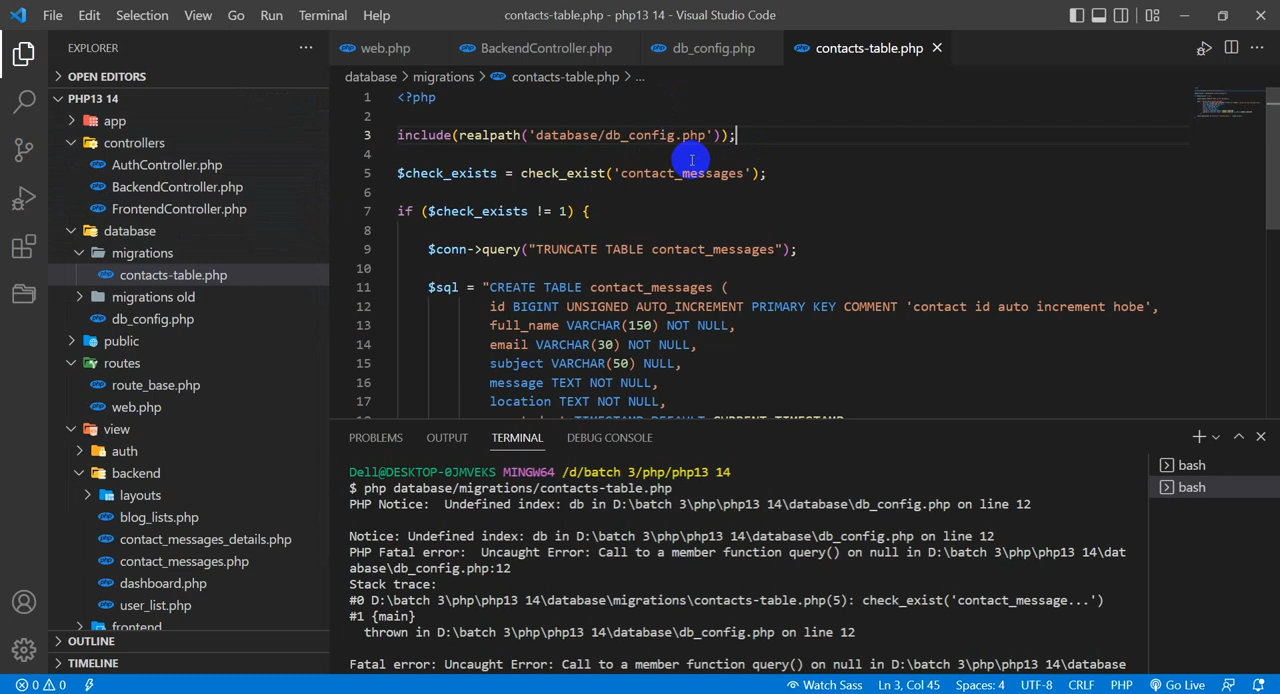 File Edit Selection View Go Run Terminal Help contacts-table.php - php13 14 - Visual Studio Code
EXPLORER
OPEN EDITORS
PHP13 14
app
controllers
AuthController.php
BackendController.php
FrontendController.php
database
migrations
contacts-table.php
migrations old
db_config.php
public
routes
route_base.php
web.php
view
auth
backend
layouts
blog_lists.php
contact_messages_details.php
contact_messages.php
dashboard.php
user_list.php
frontend
OUTLINE
TIMELINE
web.php BackendController.php db_config.php contacts-table.php
database > migrations > contacts-table.php > ...
1 <?php
2
3 include(realpath('database/db_config.php'));
4
5 $check_exists = check_exist('contact_messages');
6
7 if ($check_exists != 1) {
8
9 $conn->query("TRUNCATE TABLE contact_messages");
10
11 $sql = "CREATE TABLE contact_messages (
12 id BIGINT UNSIGNED AUTO_INCREMENT PRIMARY KEY COMMENT 'contact id auto increment hobe',
13 full_name VARCHAR(150) NOT NULL,
14 email VARCHAR(30) NOT NULL,
15 subject VARCHAR(50) NULL,
16 message TEXT NOT NULL,
17 location TEXT NOT NULL,
PROBLEMS OUTPUT TERMINAL DEBUG CONSOLE
Dell@DESKTOP-0JMVEKS MINGW64 /d/batch 3/php/php13 14
$ php database/migrations/contacts-table.php
PHP Notice:  Undefined index: db in D:\batch 3\php\php13 14\database\db_config.php on line 12
Notice: Undefined index: db in D:\batch 3\php\php13 14\database\db_config.php on line 12
PHP Fatal error:  Uncaught Error: Call to a member function query() on null in D:\batch 3\php\php13 14\dat
abase\db_config.php:12
Stack trace:
#0 D:\batch 3\php\php13 14\database\migrations\contacts-table.php(5): check_exist('contact_message...')
#1 {main}
thrown in D:\batch 3\php\php13 14\database\db_config.php on line 12
Fatal error: Uncaught Error: Call to a member function query() on null in D:\batch 3\php\php13 14\database
bash
bash
0 0 Watch Sass Ln 3, Col 45 Spaces: 4 UTF-8 CRLF PHP Go Live